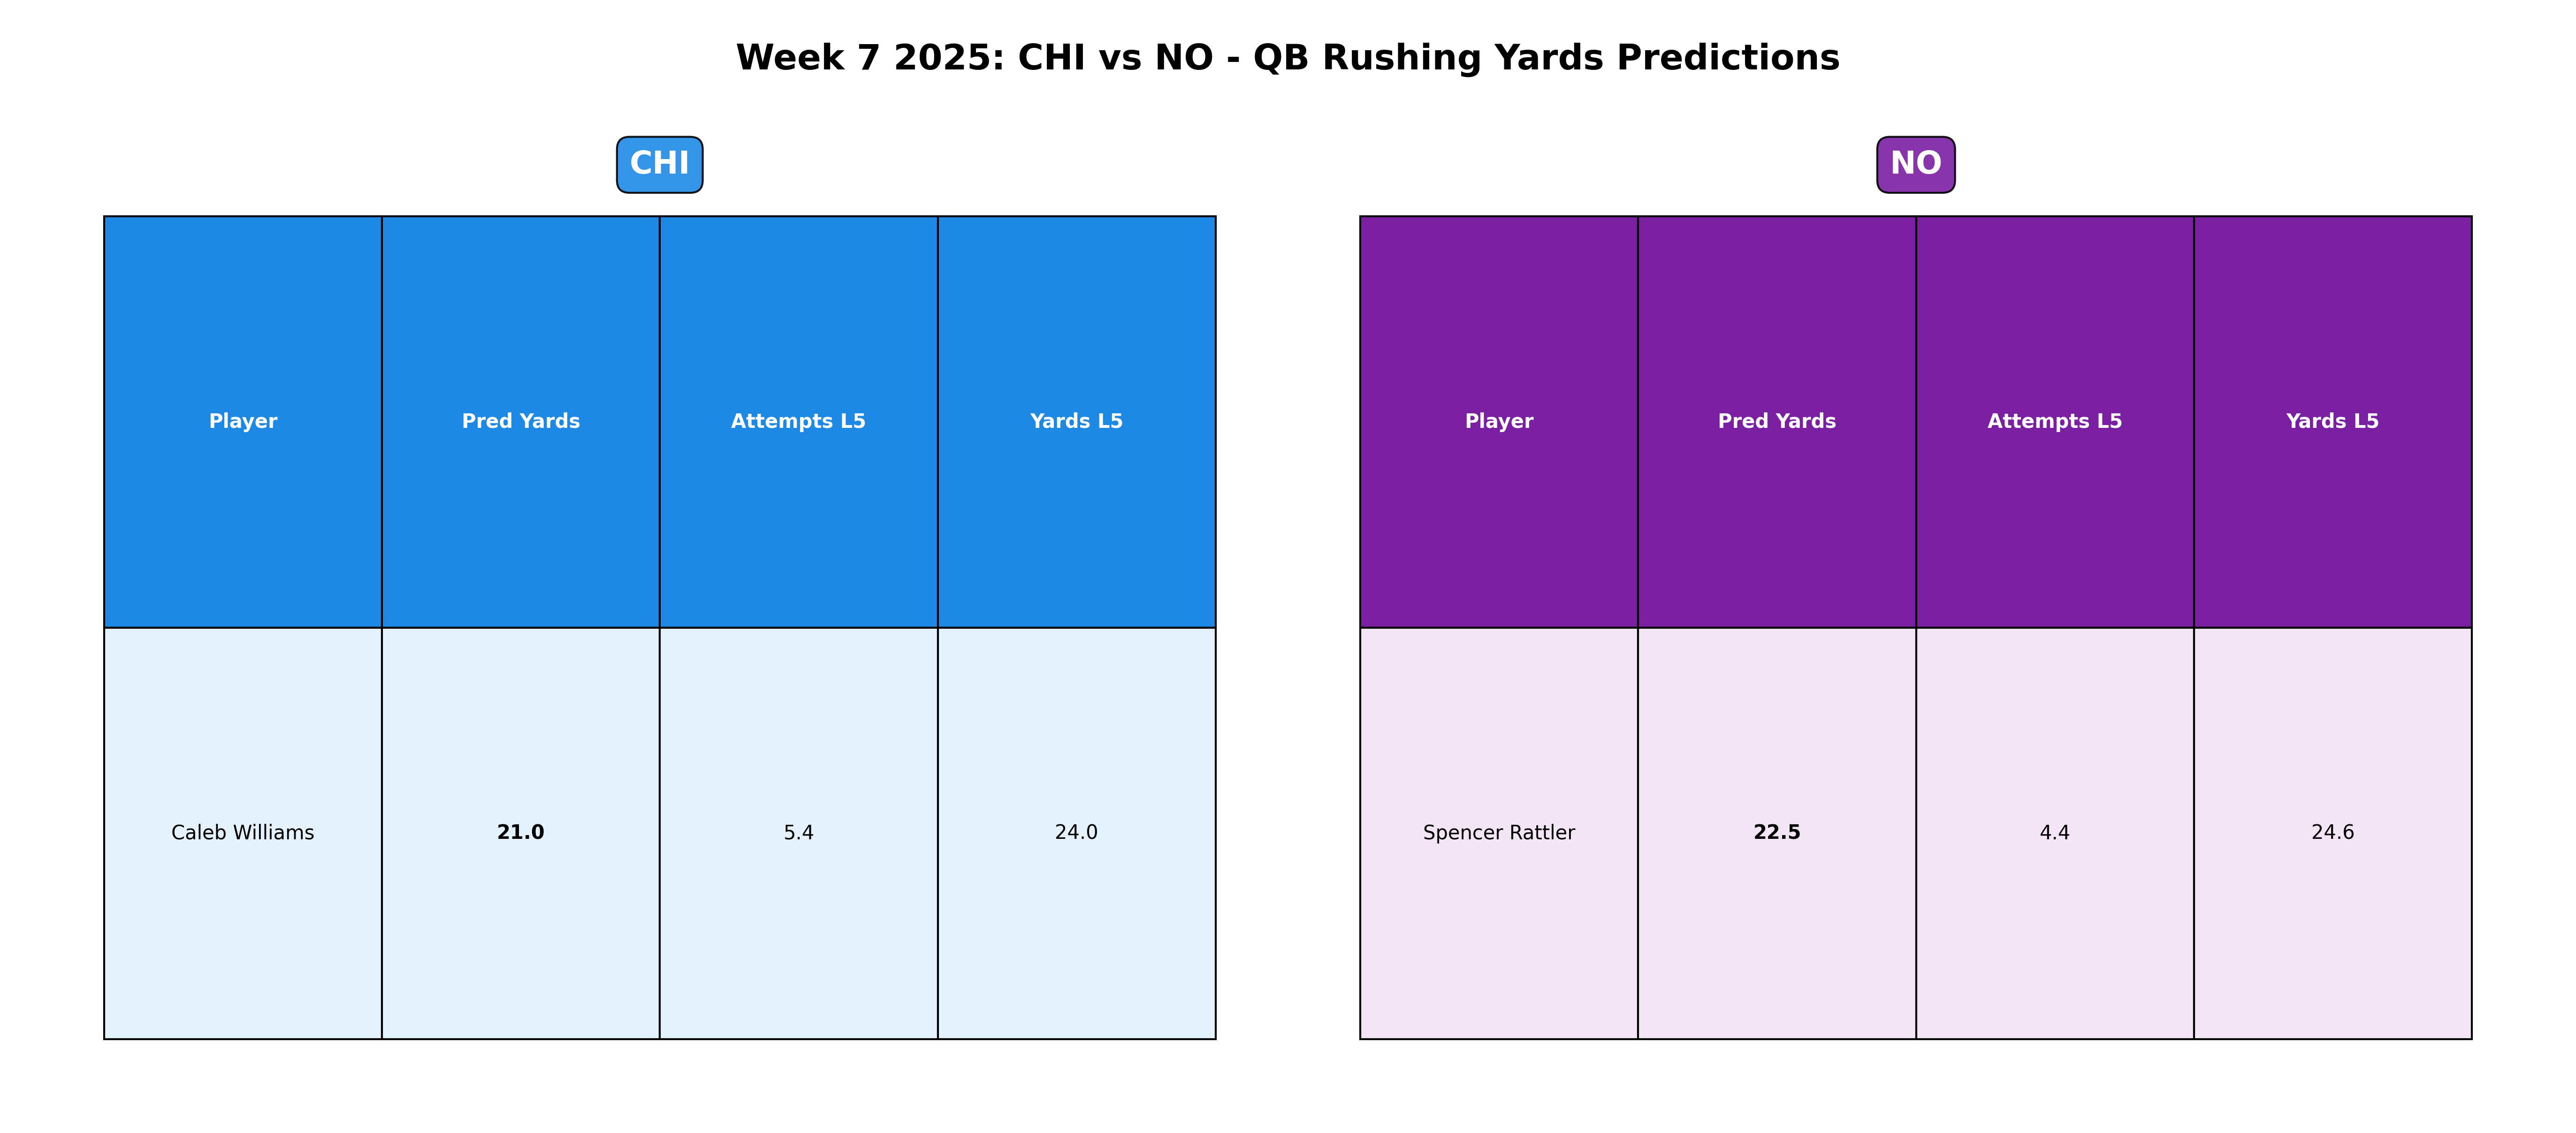 Week 7 2025: CHI vs NO - QB Rushing Yards Predictions
CHI
Player Pred Yards Attempts L5 Yards L5
Caleb Williams 21.0 5.4 24.0
NO
Player Pred Yards Attempts L5 Yards L5
Spencer Rattler 22.5 4.4 24.6